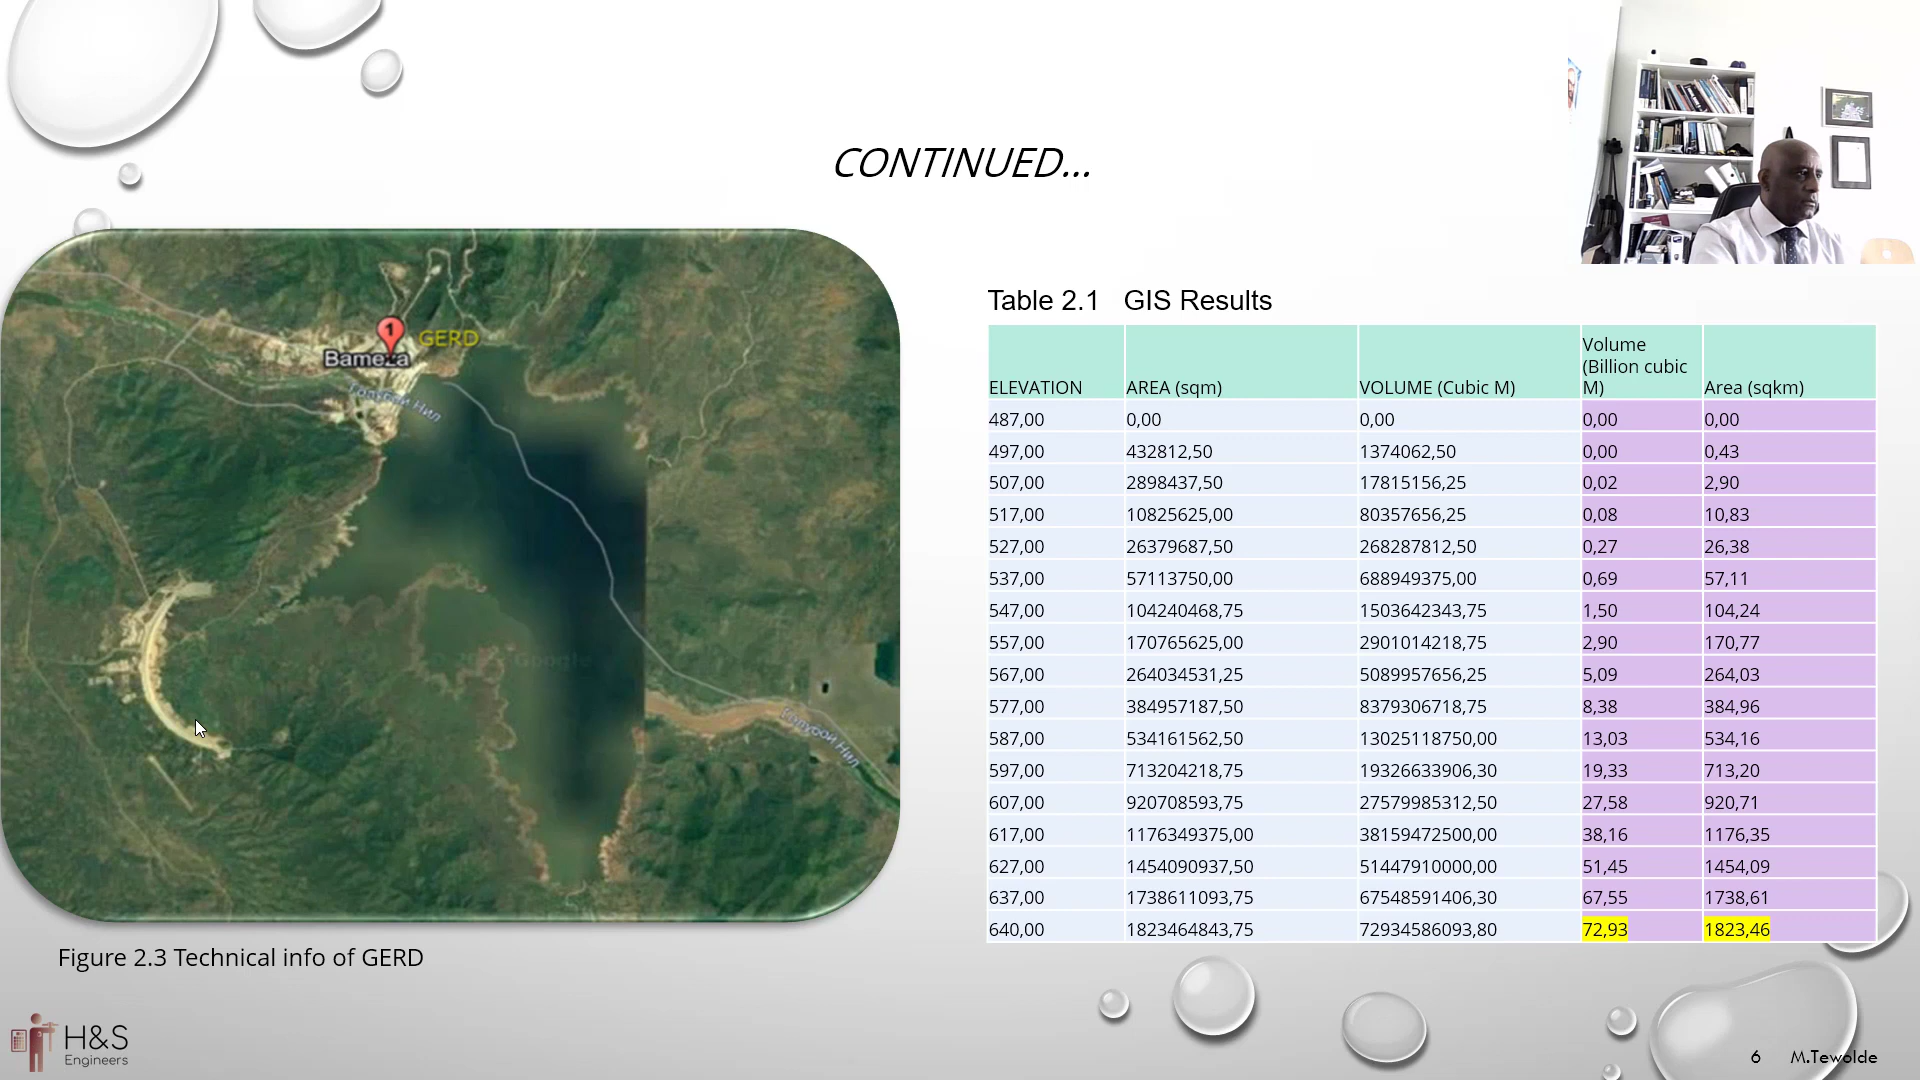 CONTINUED...
1
GERD
Bameza
Голубой Нил
Google
Голубой Нил
Figure 2.3 Technical info of GERD
Table 2.1 GIS Results
ELEVATION AREA (sqm) VOLUME (Cubic M) Volume (Billion cubic M) Area (sqkm)
487,00 0,00 0,00 0,00 0,00
497,00 432812,50 1374062,50 0,00 0,43
507,00 2898437,50 17815156,25 0,02 2,90
517,00 10825625,00 80357656,25 0,08 10,83
527,00 26379687,50 268287812,50 0,27 26,38
537,00 57113750,00 688949375,00 0,69 57,11
547,00 104240468,75 1503642343,75 1,50 104,24
557,00 170765625,00 2901014218,75 2,90 170,77
567,00 264034531,25 5089957656,25 5,09 264,03
577,00 384957187,50 8379306718,75 8,38 384,96
587,00 534161562,50 13025118750,00 13,03 534,16
597,00 713204218,75 19326633906,30 19,33 713,20
607,00 920708593,75 27579985312,50 27,58 920,71
617,00 1176349375,00 38159472500,00 38,16 1176,35
627,00 1454090937,50 51447910000,00 51,45 1454,09
637,00 1738611093,75 67548591406,30 67,55 1738,61
640,00 1823464843,75 72934586093,80 72,93 1823,46
H&S
Engineers
6 M.Tewolde